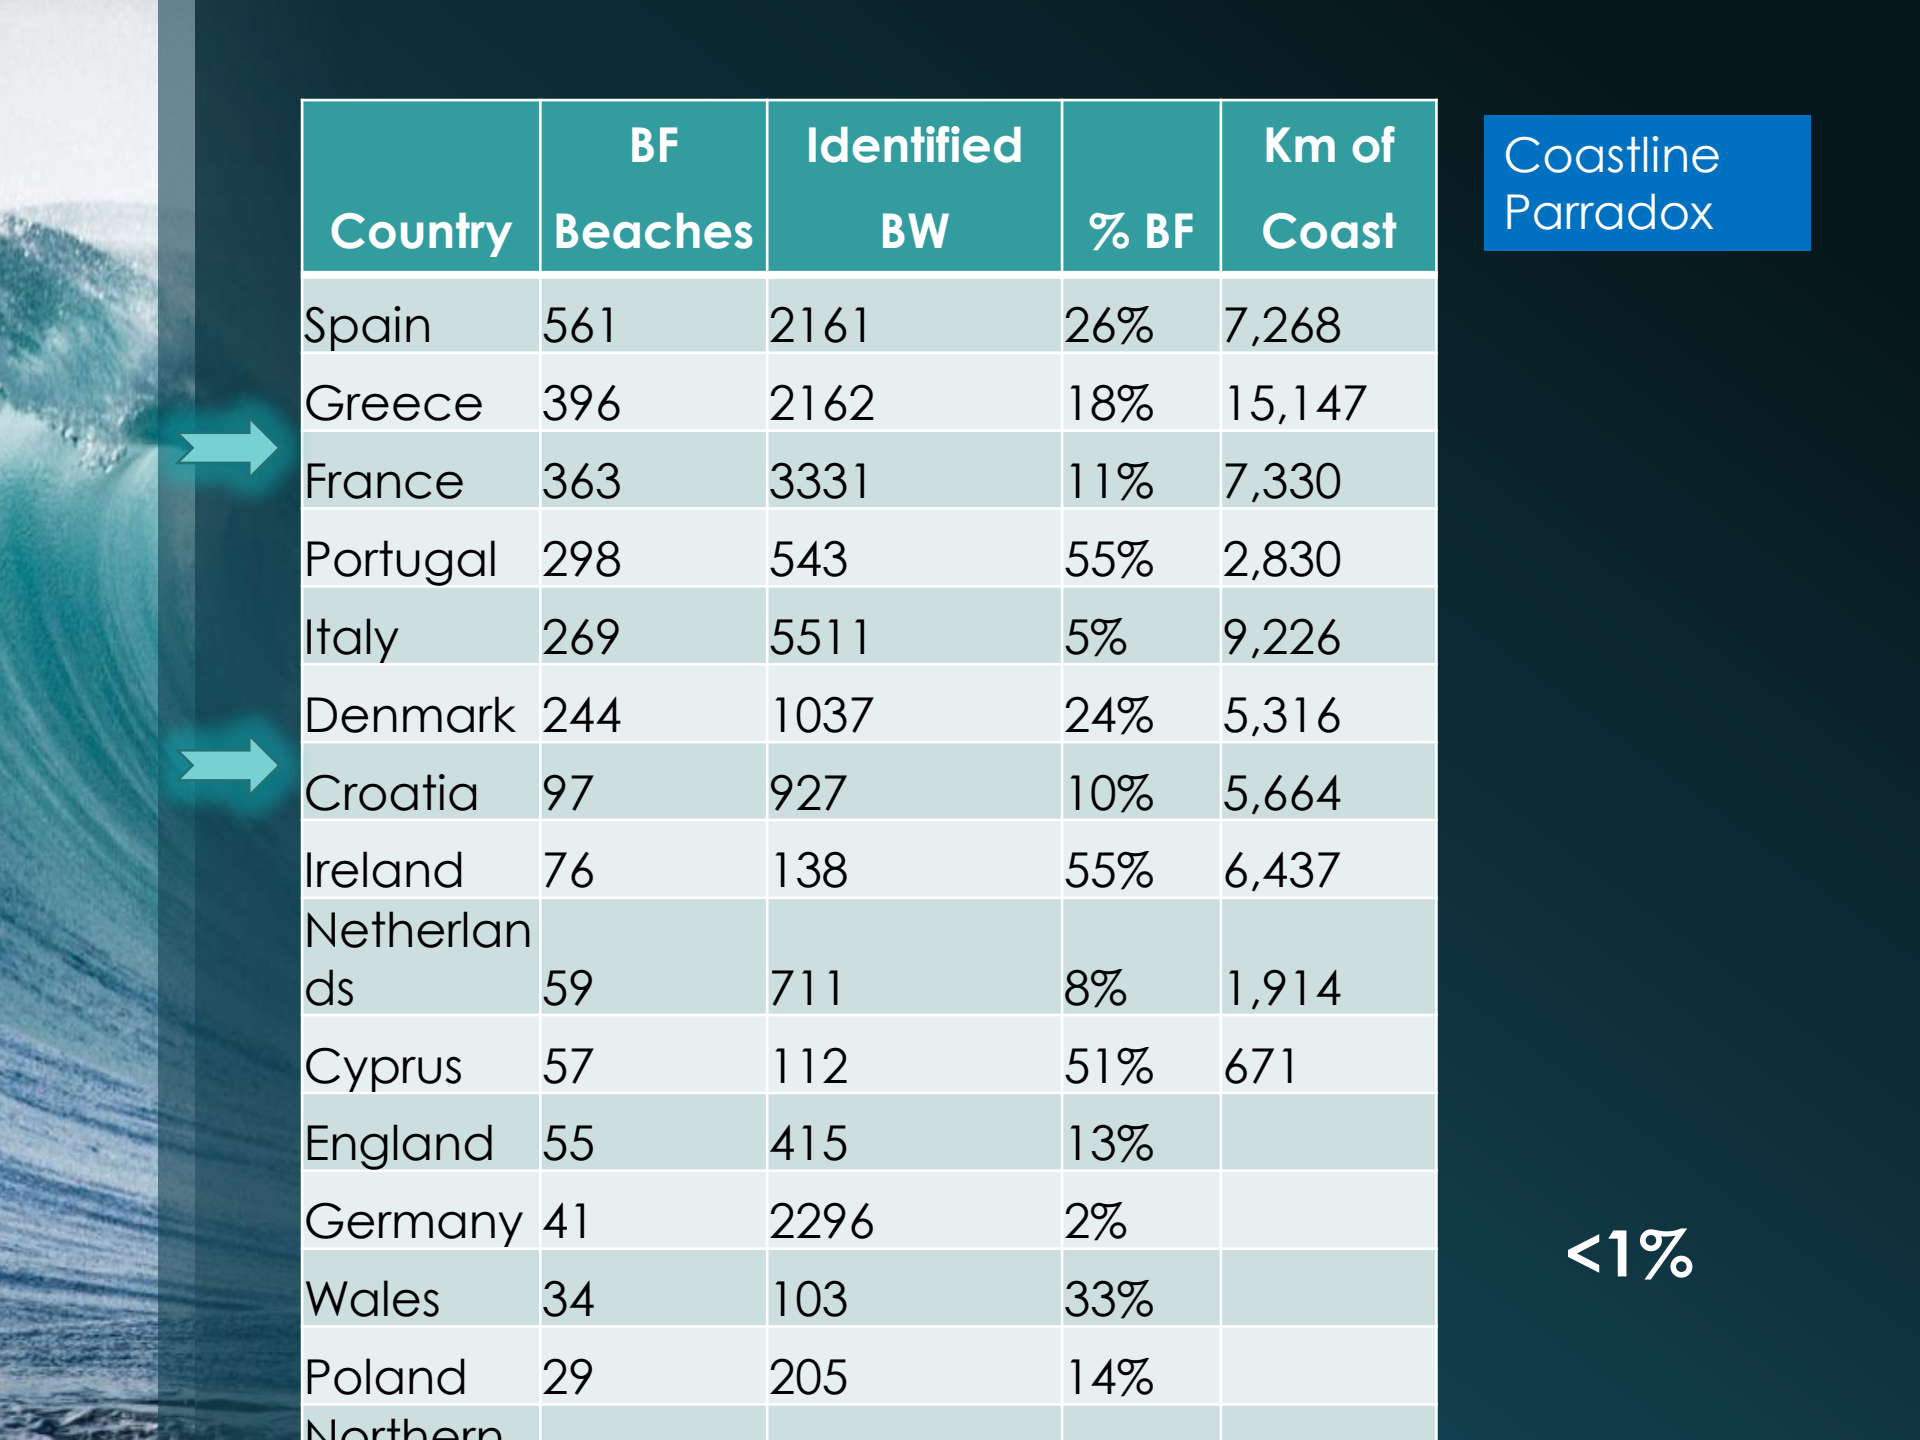 Country BF Beaches Identified BW % BF Km of Coast
Spain 561 2161 26% 7,268
Greece 396 2162 18% 15,147
France 363 3331 11% 7,330
Portugal 298 543 55% 2,830
Italy 269 5511 5% 9,226
Denmark 244 1037 24% 5,316
Croatia 97 927 10% 5,664
Ireland 76 138 55% 6,437
Netherlan
ds 59 711 8% 1,914
Cyprus 57 112 51% 671
England 55 415 13%
Germany 41 2296 2%
Wales 34 103 33%
Poland 29 205 14%
Northern
Coastline
Parradox
<1%